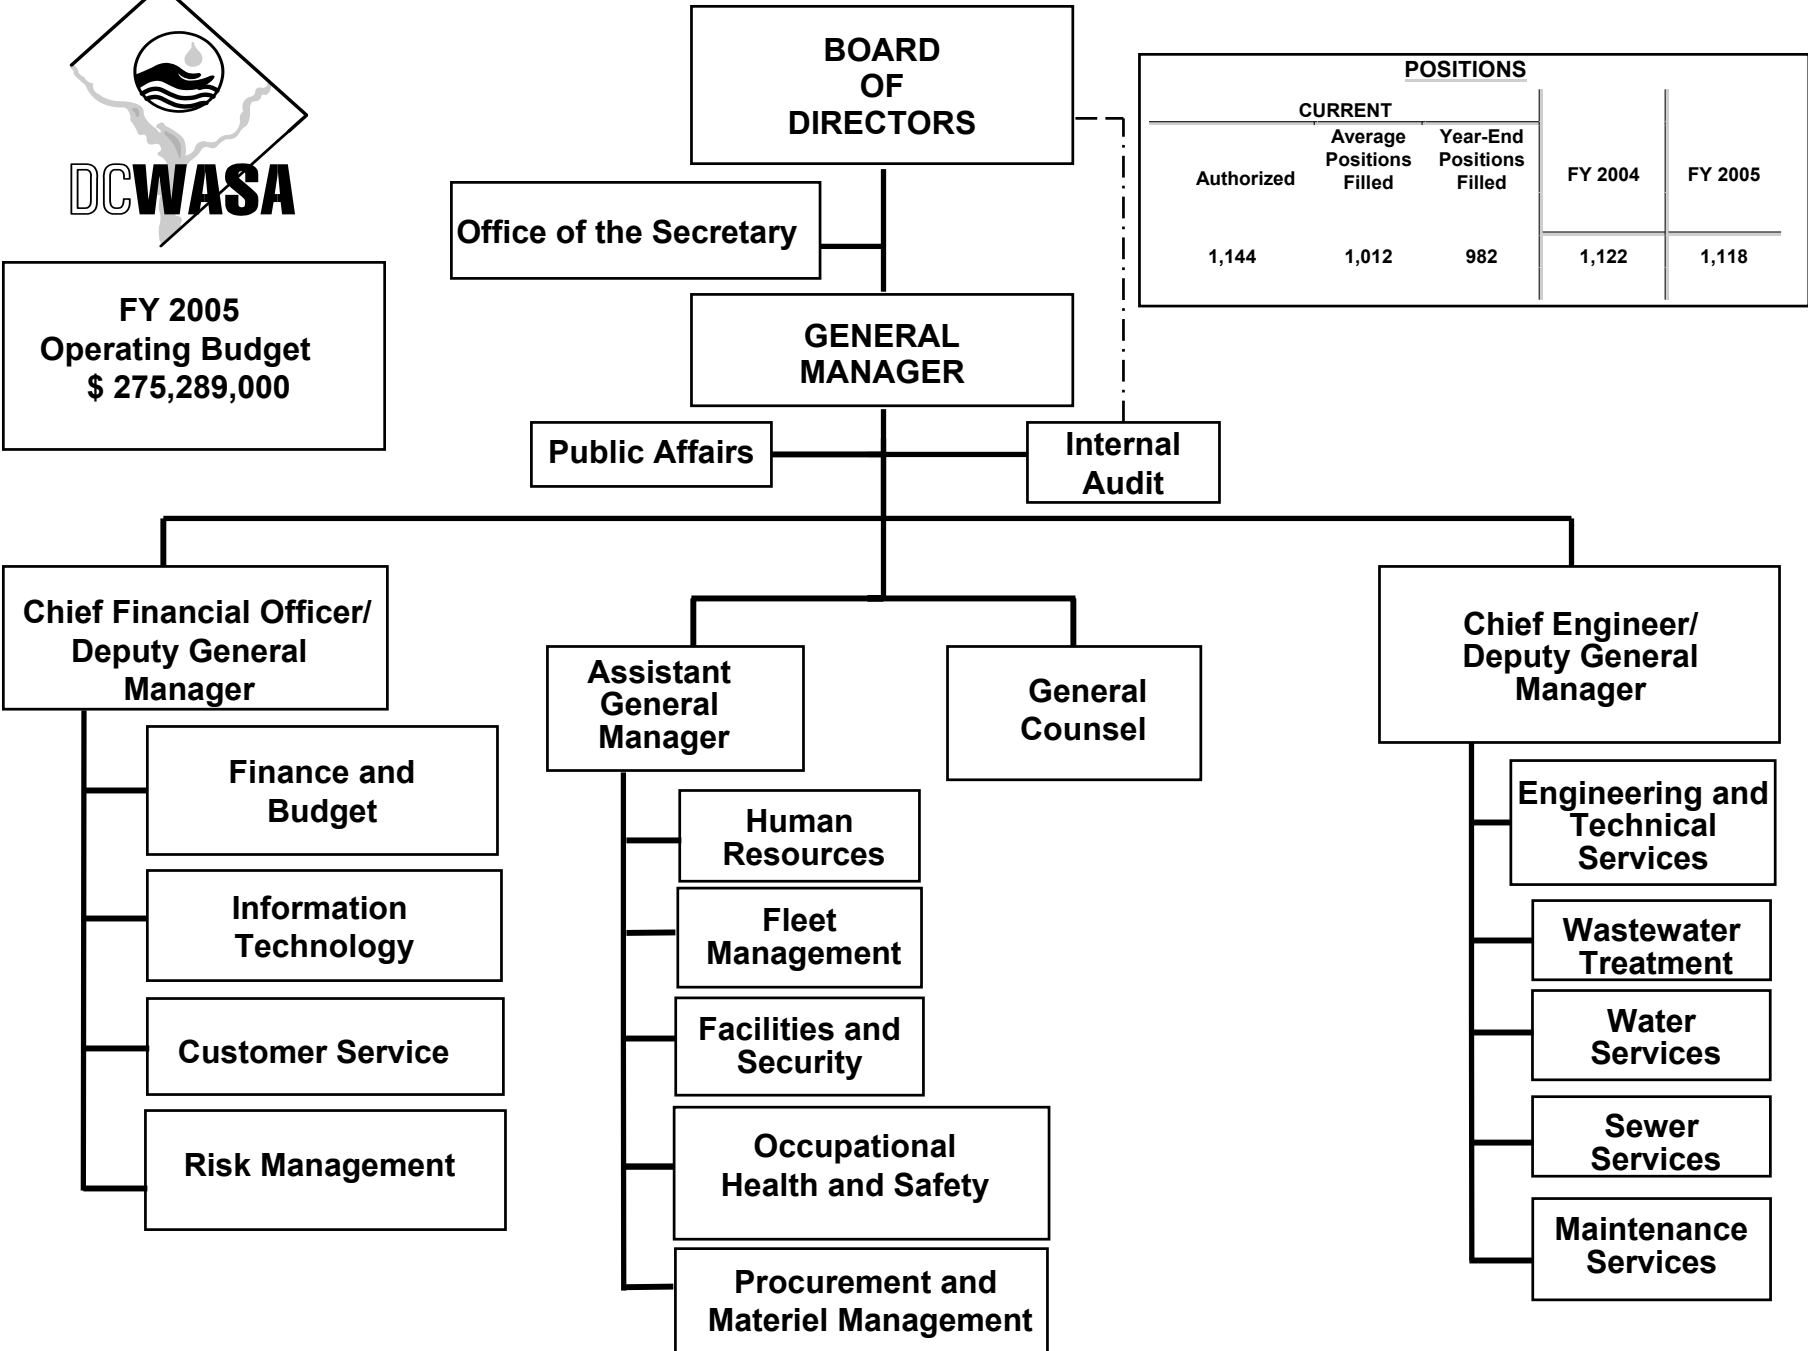 BOARD
OF
DIRECTORS
POSITIONS
CURRENT
Authorized
Average
Positions
Filled
Year-End
Positions
Filled
FY 2004
FY 2005
1,144
1,012
982
1,122
1,118
DCWASA
Office of the Secretary
FY 2005
Operating Budget
$ 275,289,000
GENERAL
MANAGER
Public Affairs
Internal
Audit
Chief Financial Officer/
Deputy General
Manager
Finance and
Budget
Information
Technology
Customer Service
Risk Management
Assistant
General
Manager
Human
Resources
Fleet
Management
Facilities and
Security
Occupational
Health and Safety
Procurement and
Materiel Management
General
Counsel
Chief Engineer/
Deputy General
Manager
Engineering and
Technical
Services
Wastewater
Treatment
Water
Services
Sewer
Services
Maintenance
Services